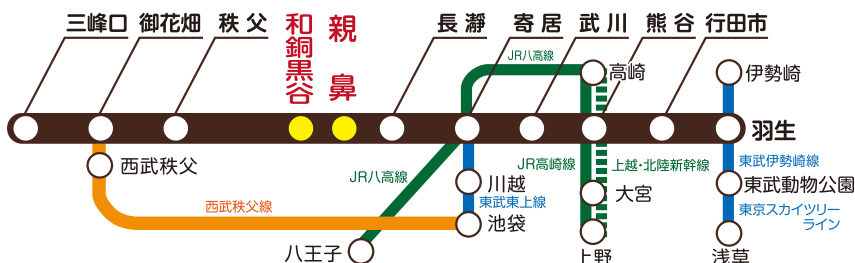 三峰口
御花畑
秩父
和銅黒谷
親鼻
長瀞
寄居
武川
熊谷
行田市
JR八高線
高崎
伊勢崎
羽生
西武秩父
JR八高線
川越
JR高崎線
上越・北陸新幹線
東武伊勢崎線
大宮
東武動物公園
西武秩父線
東武東上線
池袋
東京スカイツリー
ライン
八王子
上野
浅草